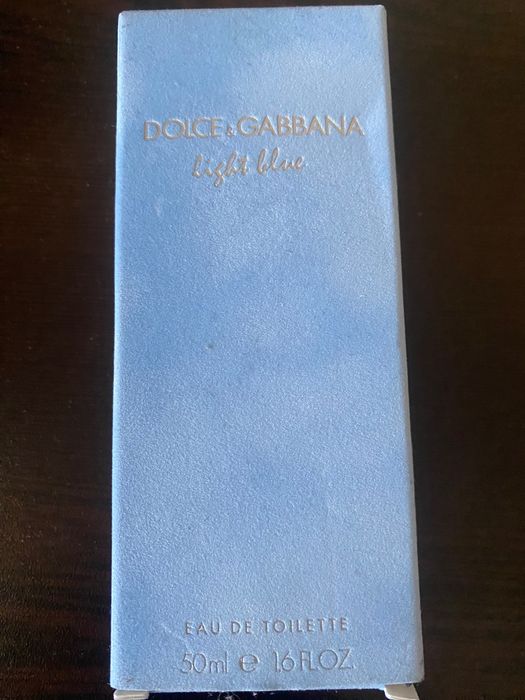 DOLCE&GABBANA
light blue
EAU DE TOILETTE
50ml e 1.6 FL.OZ.